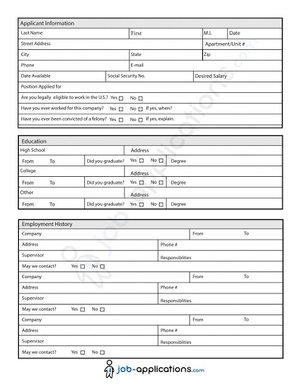 Applicant Information
Last Name First M.I. Date
Street Address Apartment/Unit #
City State Zip
Phone E-mail
Date Available Social Security No. Desired Salary
Position Applied for
Are you legally eligible to work in the U.S.? Yes No
Have you ever worked for this company? Yes No If yes, when?
Have you ever been convicted of a felony? Yes No If yes, explain.
Education
High School Address
From To Did you graduate? Yes No Degree
College Address
From To Did you graduate? Yes No Degree
Other Address
From To Did you graduate? Yes No Degree
Employment History
Company From To
Address Phone #
Supervisor Responsibilities
May we contact? Yes No
Company From To
Address Phone #
Supervisor Responsibilities
May we contact? Yes No
Company From To
Address Phone #
Supervisor Responsibilities
May we contact? Yes No
job-applications.com
job-applications.com